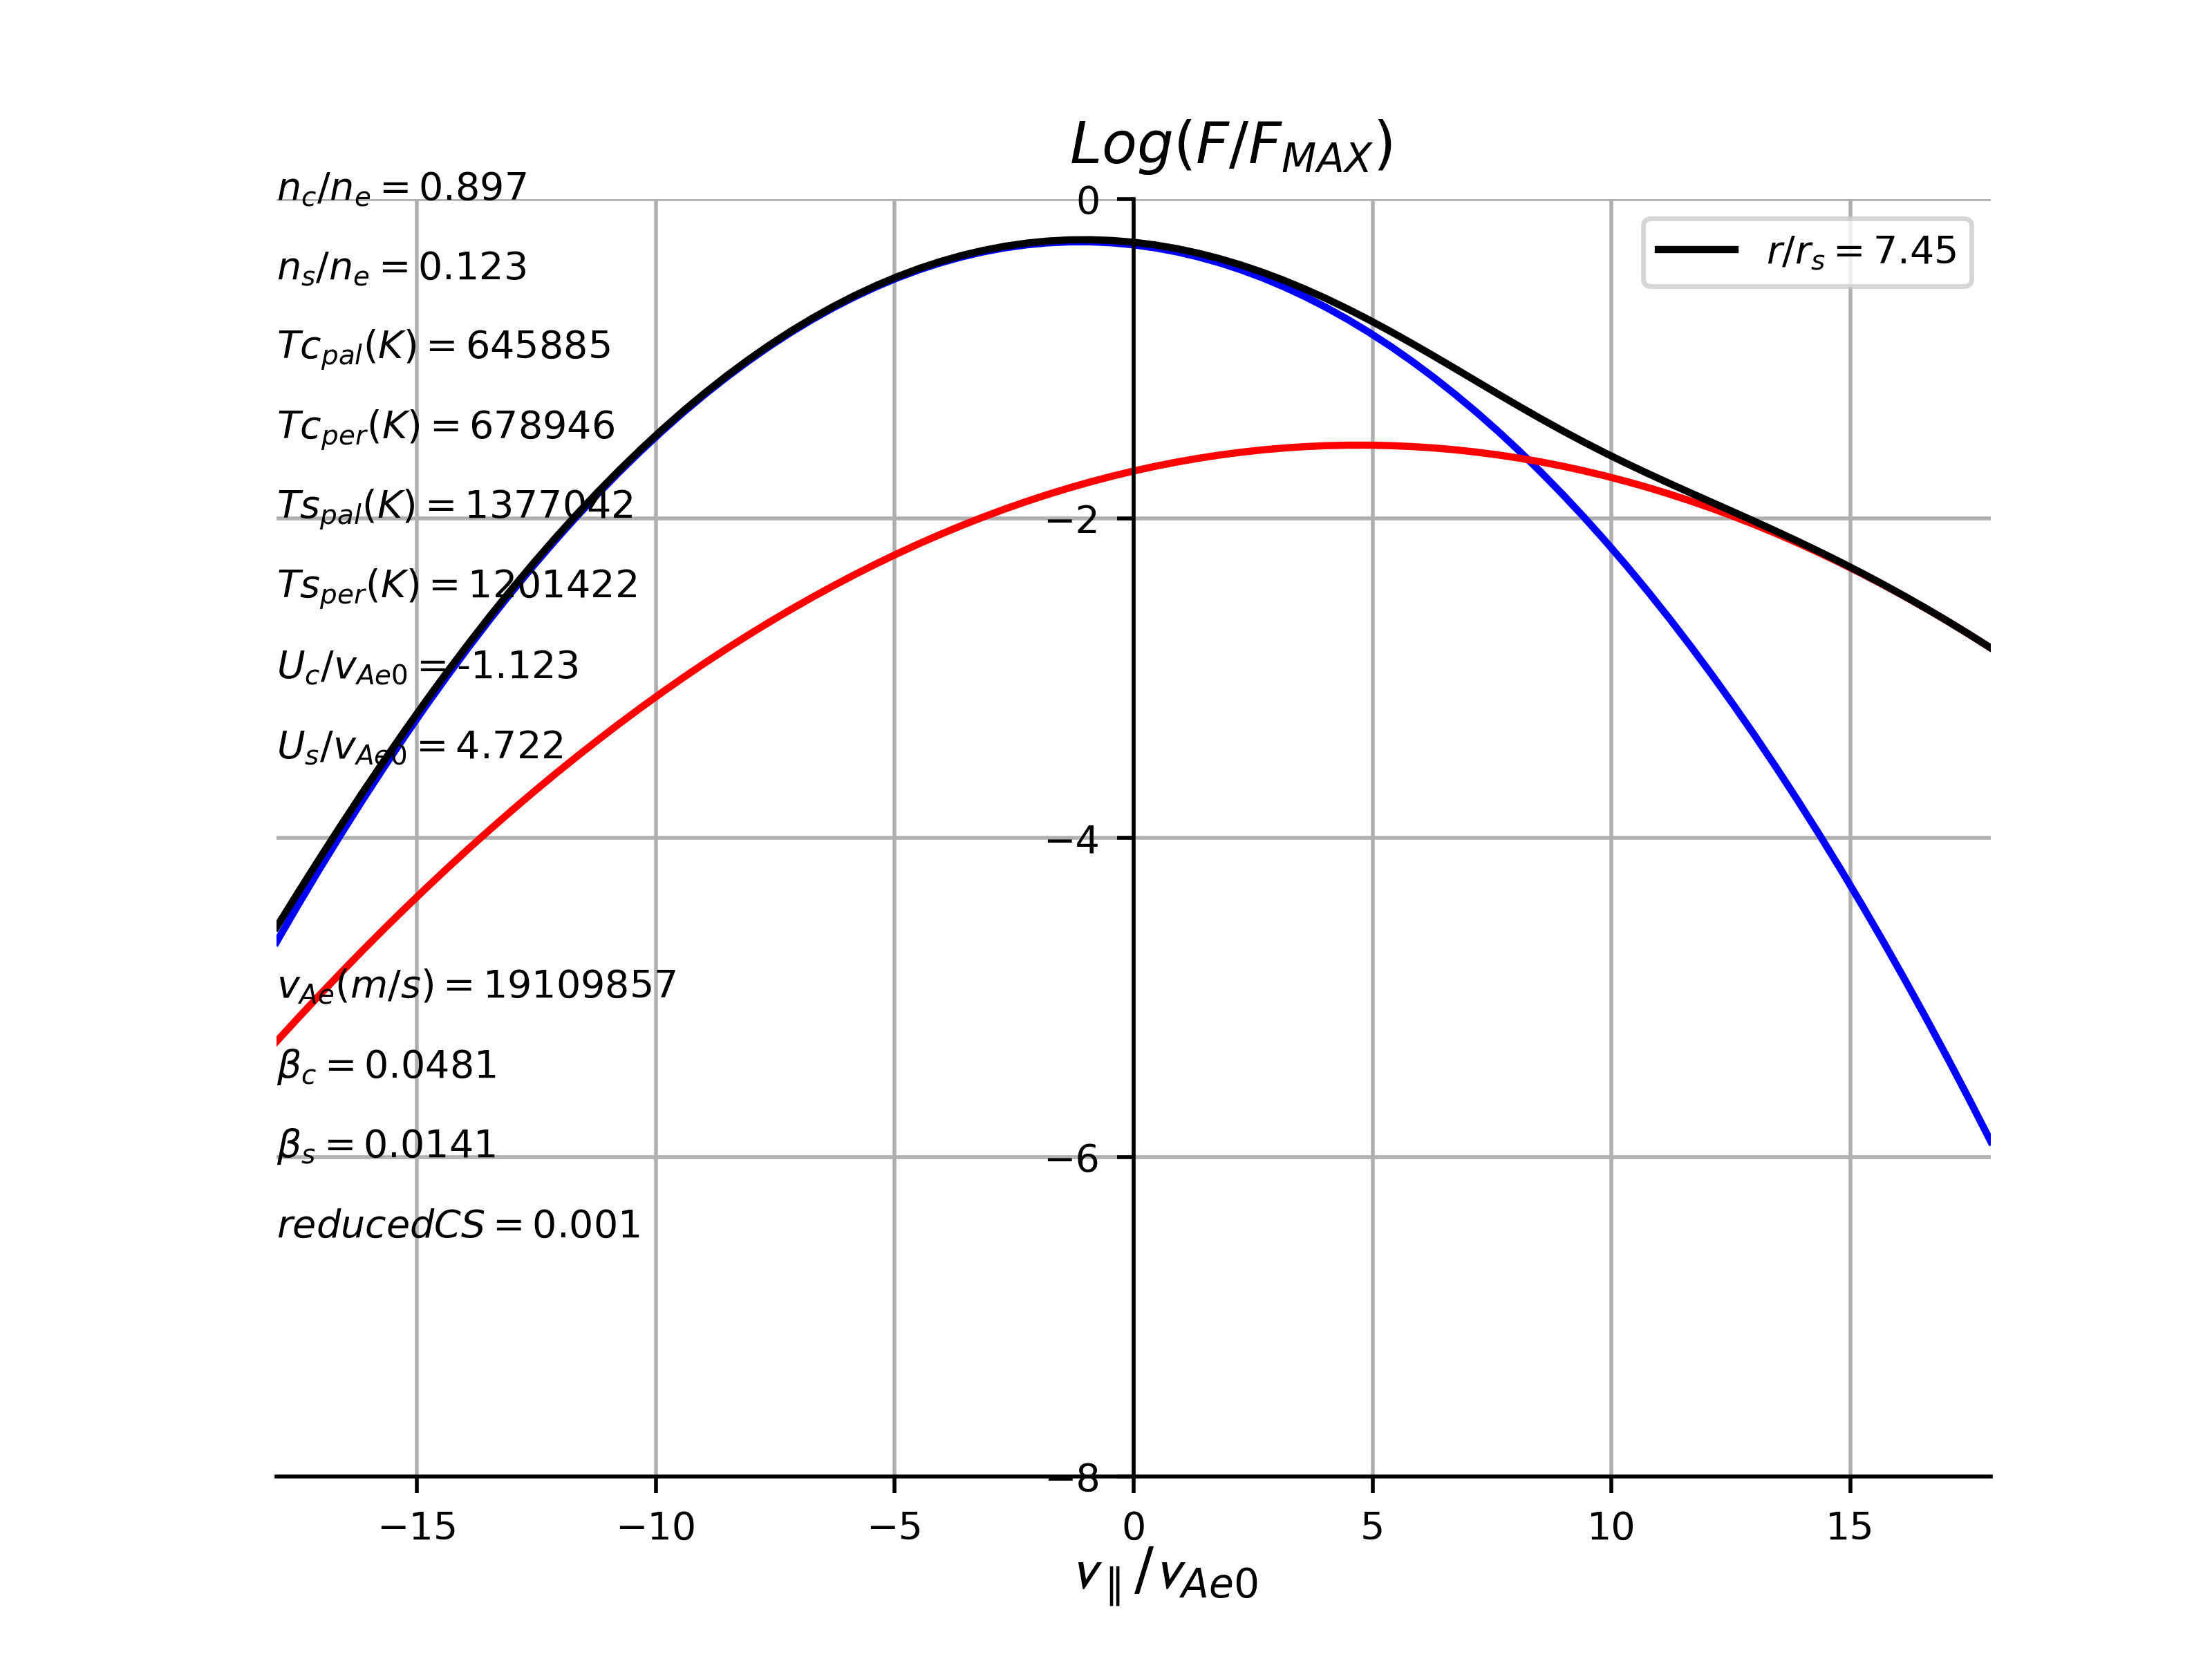 Log(F/F_MAX)
n_c/n_e = 0.897
n_s/n_e = 0.123
Tc_pal(K) = 645885
Tc_per(K) = 678946
Ts_pal(K) = 1377042
Ts_per(K) = 1201422
U_c/v_Ae0 = -1.123
U_s/v_Ae0 = 4.722
v_Ae(m/s) = 19109857
β_c = 0.0481
β_s = 0.0141
reducedCS = 0.001
r/r_s = 7.45
0
−2
−4
−6
−8
−15 −10 −5 0 5 10 15
v_∥/v_Ae0